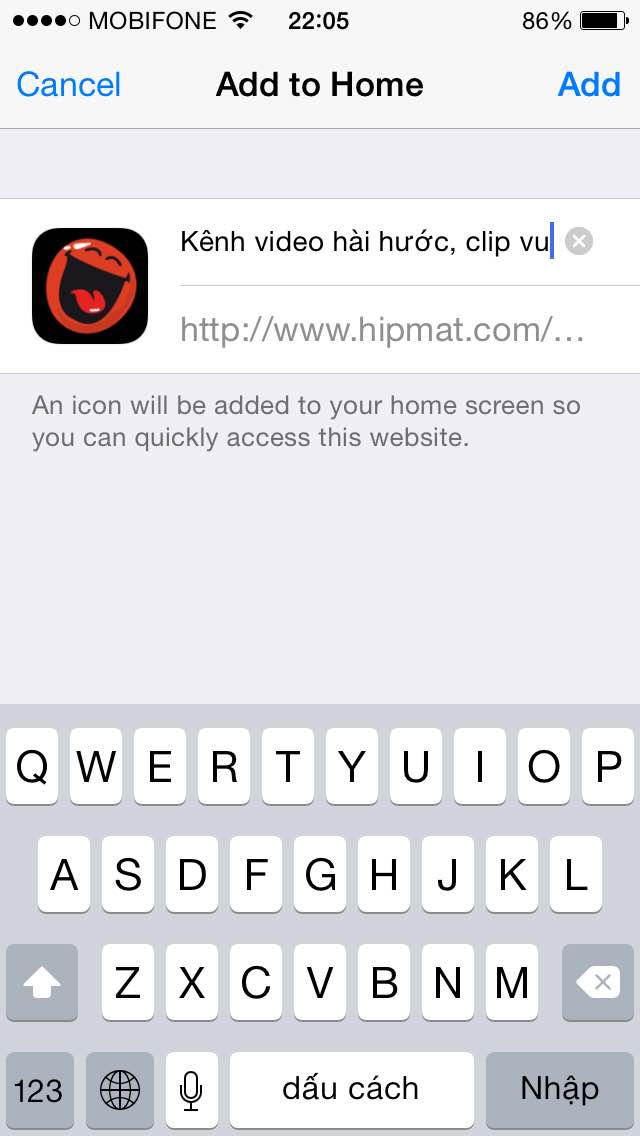 MOBIFONE 22:05 86%
Cancel Add to Home Add
Kênh video hài hước, clip vu
http://www.hipmat.com/...
An icon will be added to your home screen so
you can quickly access this website.
Q W E R T Y U I O P
A S D F G H J K L
Z X C V B N M
123 dấu cách Nhập